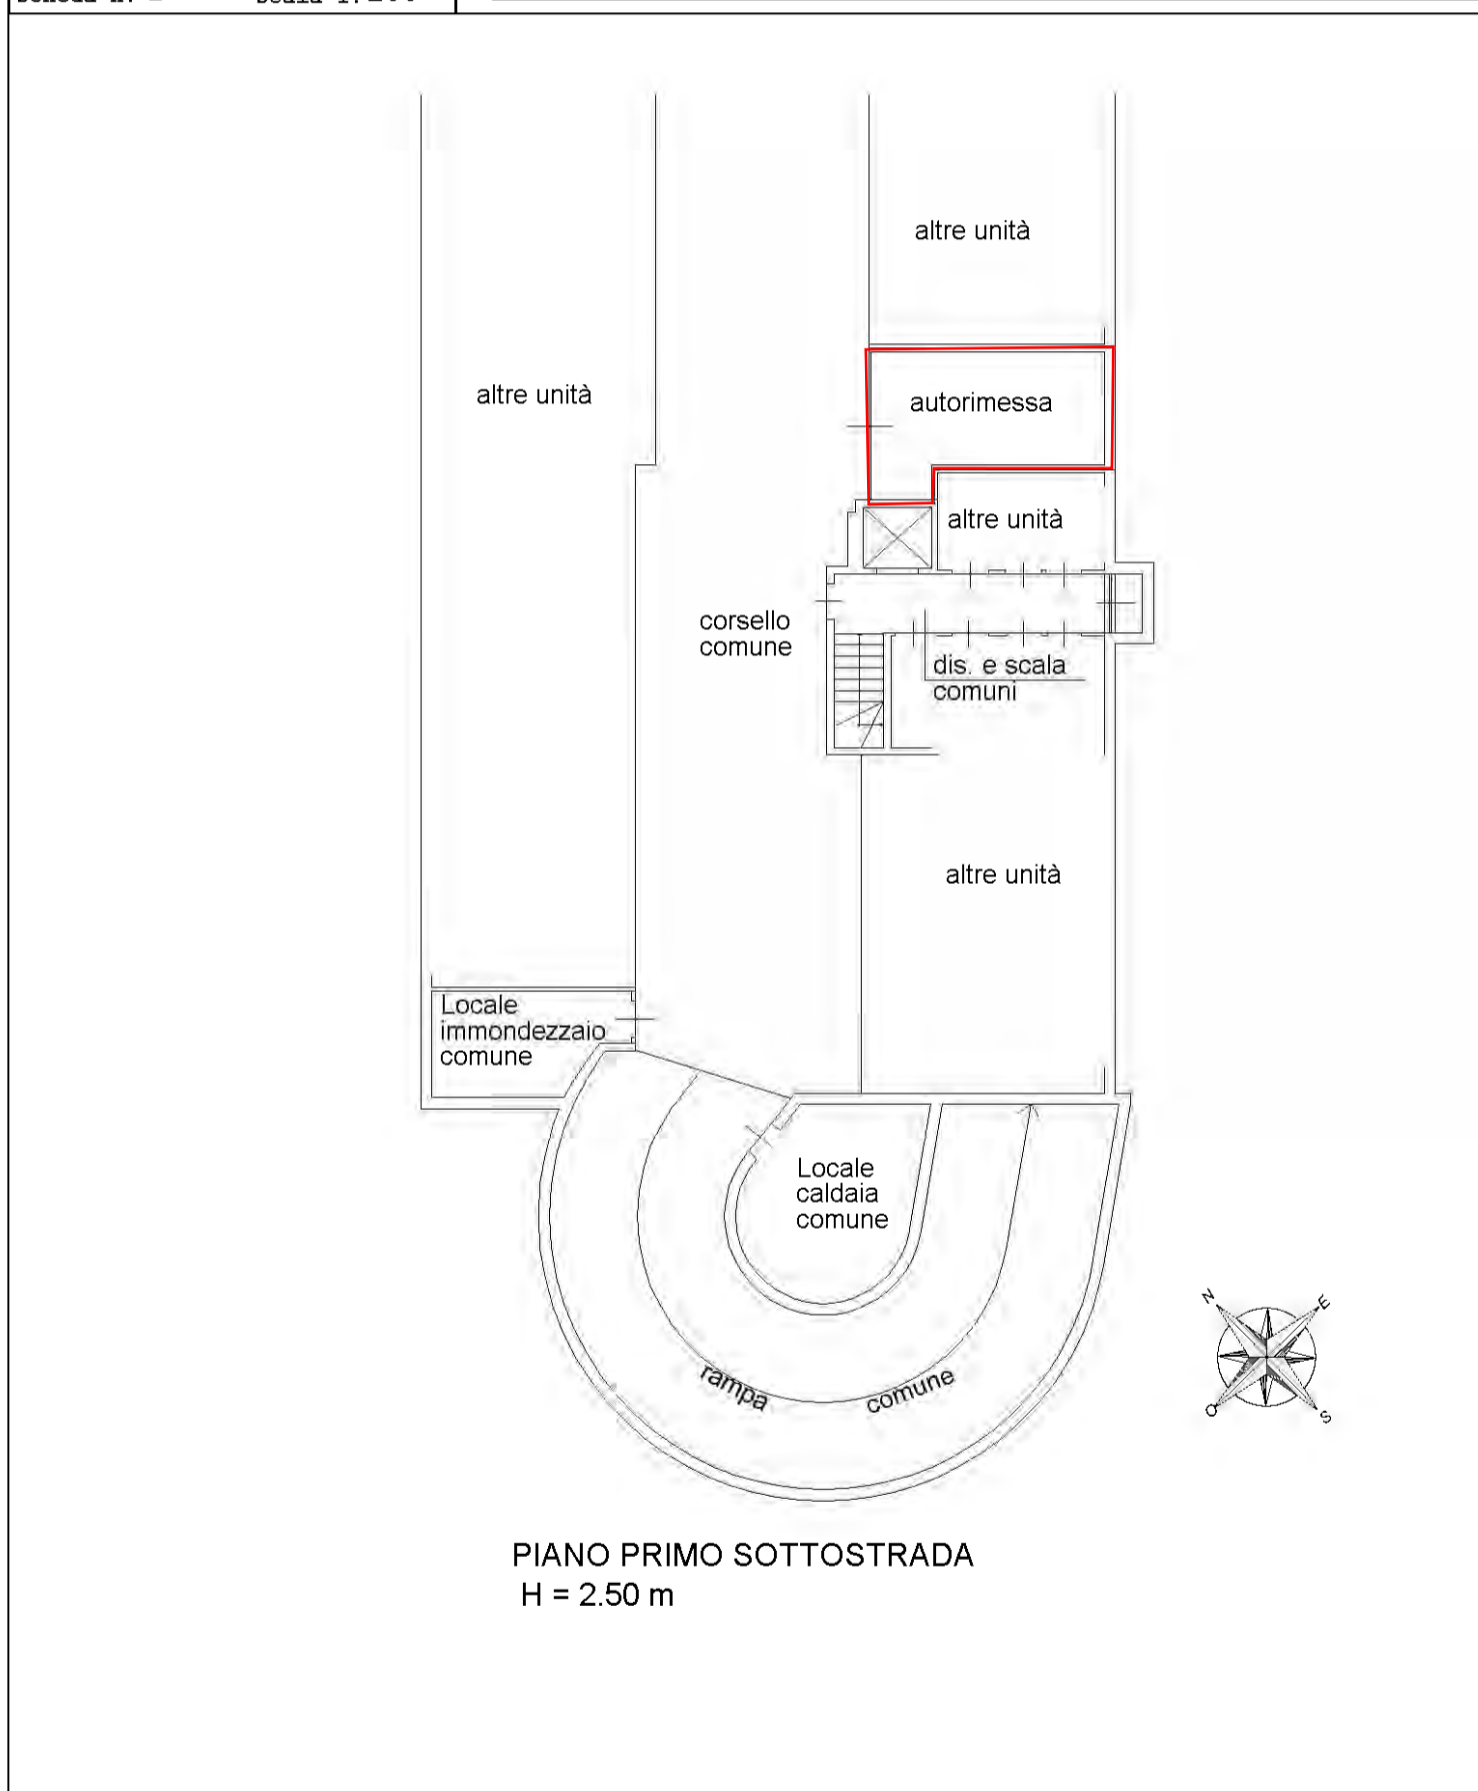 altre unità
altre unità
autorimessa
altre unità
corsello
comune
dis. e scala
comuni
altre unità
Locale
immondezzaio
comune
Locale
caldaia
comune
rampa comune
N E
O S
PIANO PRIMO SOTTOSTRADA
H = 2.50 m